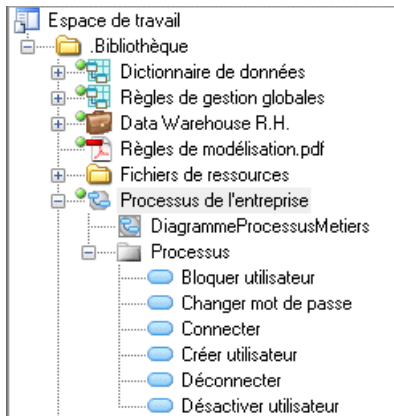 Espace de travail
.Bibliothèque
Dictionnaire de données
Règles de gestion globales
Data Warehouse R.H.
Règles de modélisation.pdf
Fichiers de ressources
Processus de l'entreprise
DiagrammeProcessusMetiers
Processus
Bloquer utilisateur
Changer mot de passe
Connecter
Créer utilisateur
Déconnecter
Désactiver utilisateur